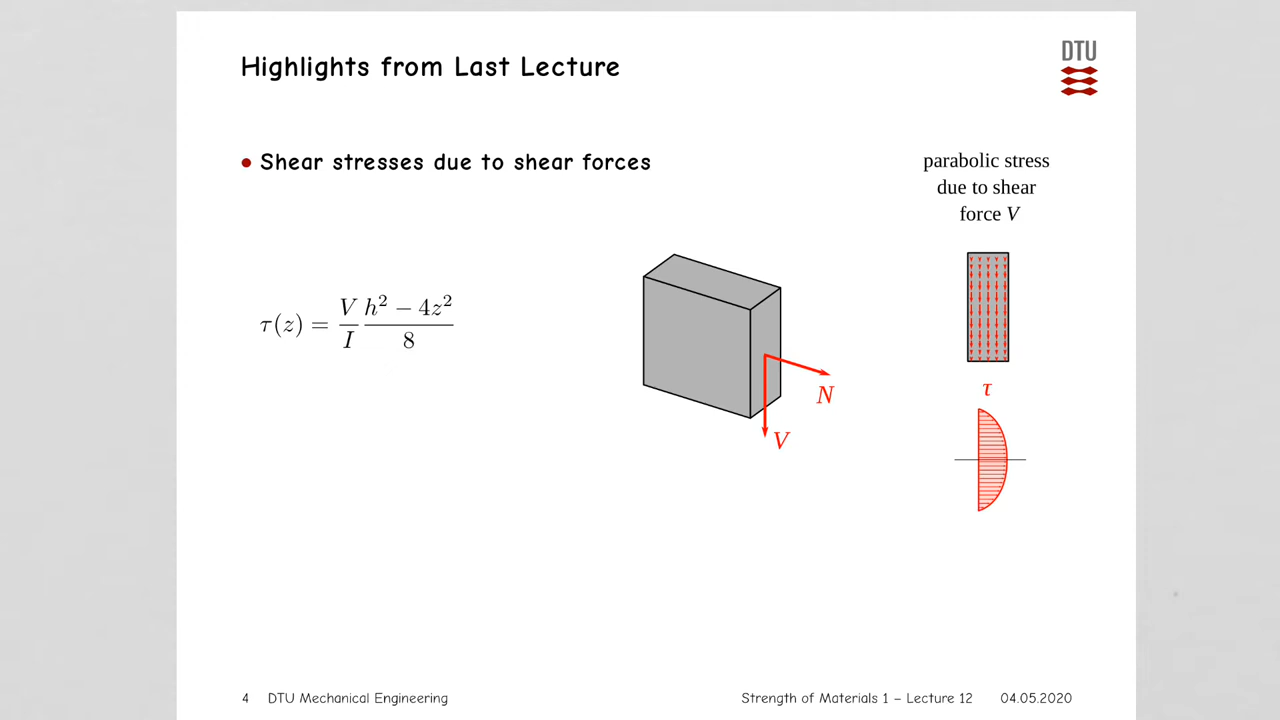 Highlights from Last Lecture
DTU
• Shear stresses due to shear forces
parabolic stress
due to shear
force V
τ(z) = V/I (h² − 4z²)/8
N
V
τ
4 DTU Mechanical Engineering
Strength of Materials 1 – Lecture 12 04.05.2020